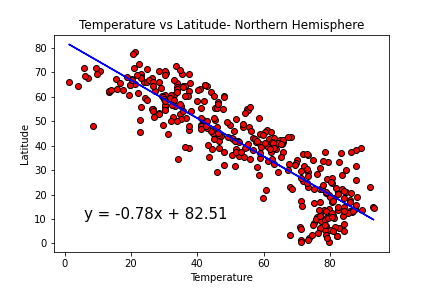 Temperature vs Latitude- Northern Hemisphere
80
70
60
50
40
30
20
10
0
Latitude
y = -0.78x + 82.51
0 20 40 60 80
Temperature